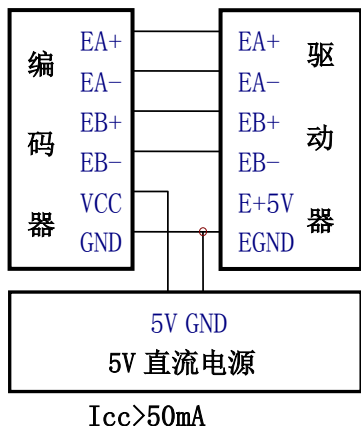 编码器
EA+
EA-
EB+
EB-
VCC
GND
驱动器
EA+
EA-
EB+
EB-
E+5V
EGND
5V GND
5V 直流电源
Icc>50mA